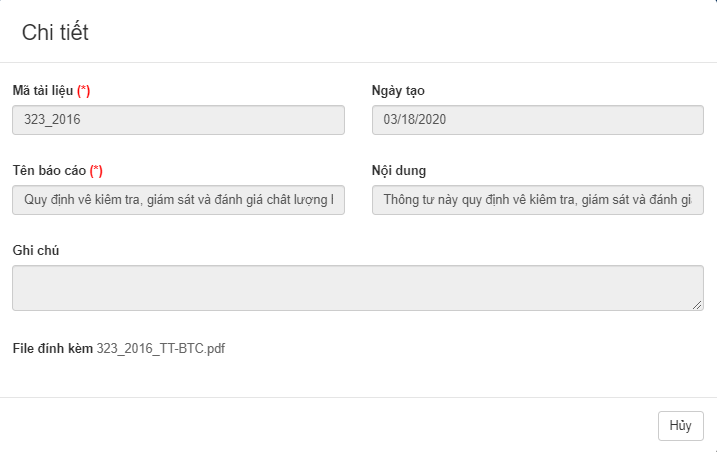 Chi tiết
Mã tài liệu (*)
Ngày tạo
323_2016
03/18/2020
Tên báo cáo (*)
Nội dung
Quy định về kiểm tra, giám sát và đánh giá chất lượng
Thông tư này quy định về kiểm tra, giám sát và đánh
Ghi chú
File đính kèm 323_2016_TT-BTC.pdf
Hủy